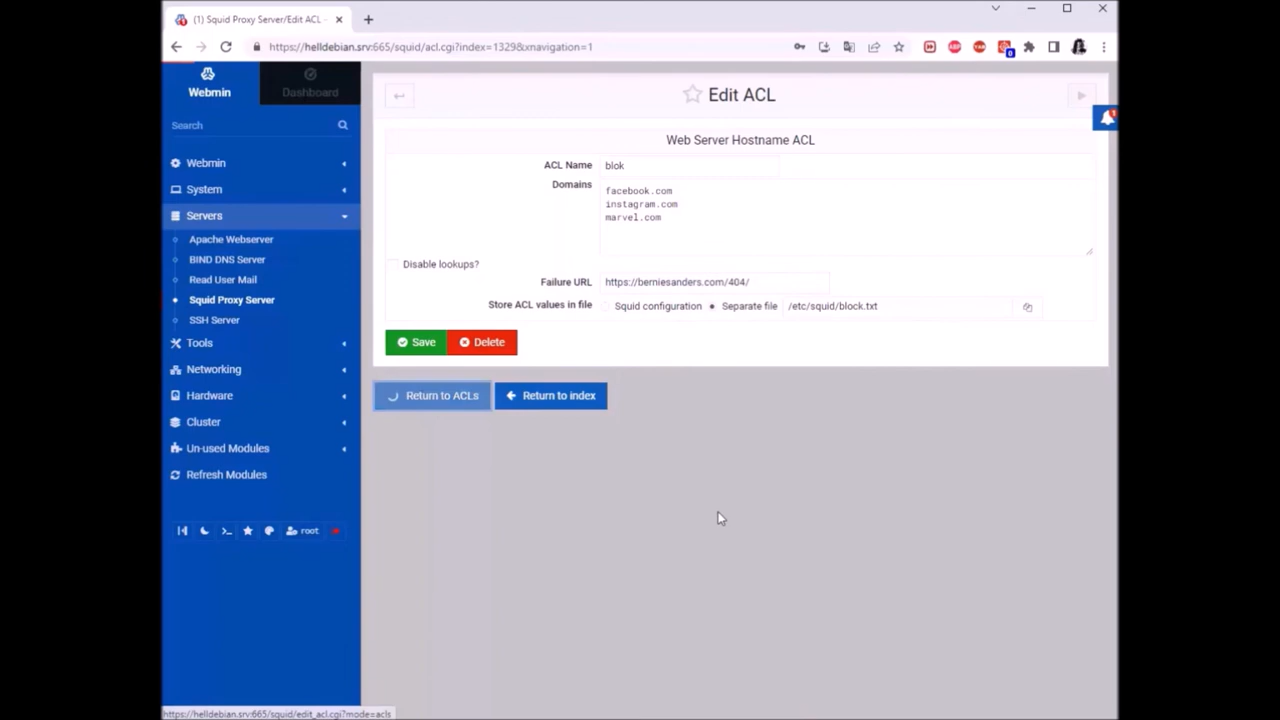 (1) Squid Proxy Server/Edit ACL -
https://helldebian.srv:665/squid/acl.cgi?index=1329&xnavigation=1
Webmin
Dashboard
Search
Webmin
System
Servers
Apache Webserver
BIND DNS Server
Read User Mail
Squid Proxy Server
SSH Server
Tools
Networking
Hardware
Cluster
Un-used Modules
Refresh Modules
root
Edit ACL
Web Server Hostname ACL
ACL Name blok
Domains
facebook.com
instagram.com
marvel.com
Disable lookups?
Failure URL https://berniesanders.com/404/
Store ACL values in file Squid configuration Separate file /etc/squid/block.txt
Save Delete
Return to ACLs Return to index
https://helldebian.srv:665/squid/edit_acl.cgi?mode=acls